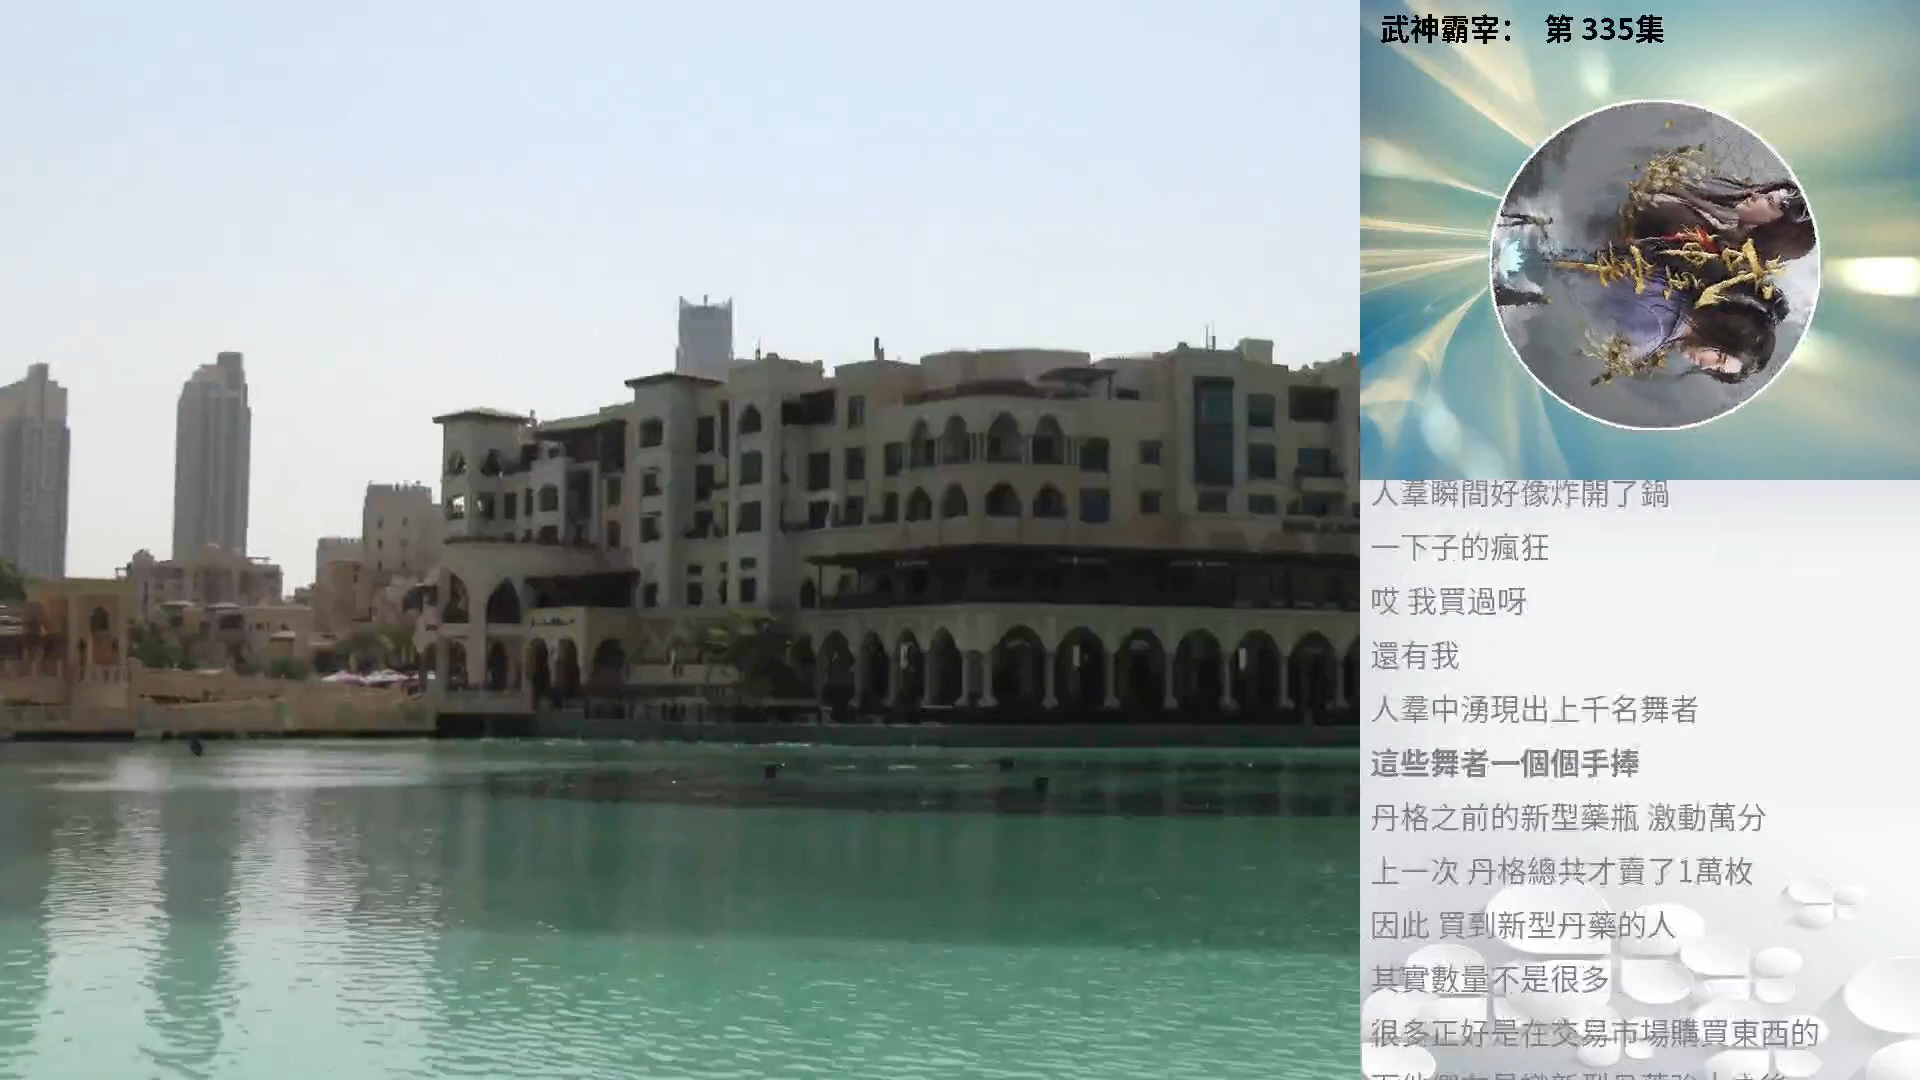 武神霸宰： 第 335集
人羣瞬間好像炸開了鍋
一下子的瘋狂
哎 我買過呀
還有我
人羣中湧現出上千名舞者
這些舞者一個個手捧
丹格之前的新型藥瓶 激動萬分
上一次 丹格總共才賣了1萬枚
因此 買到新型丹藥的人
其實數量不是很多
很多正好是在交易市場購買東西的